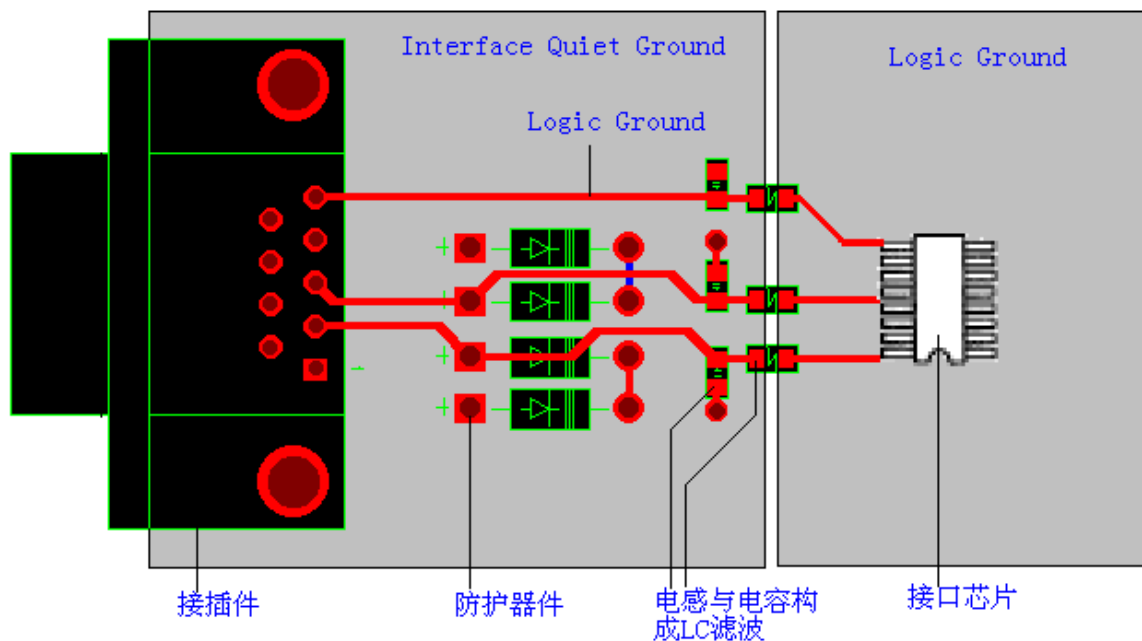 Interface Quiet Ground
Logic Ground
Logic Ground
接插件
防护器件
电感与电容构
成LC滤波
接口芯片